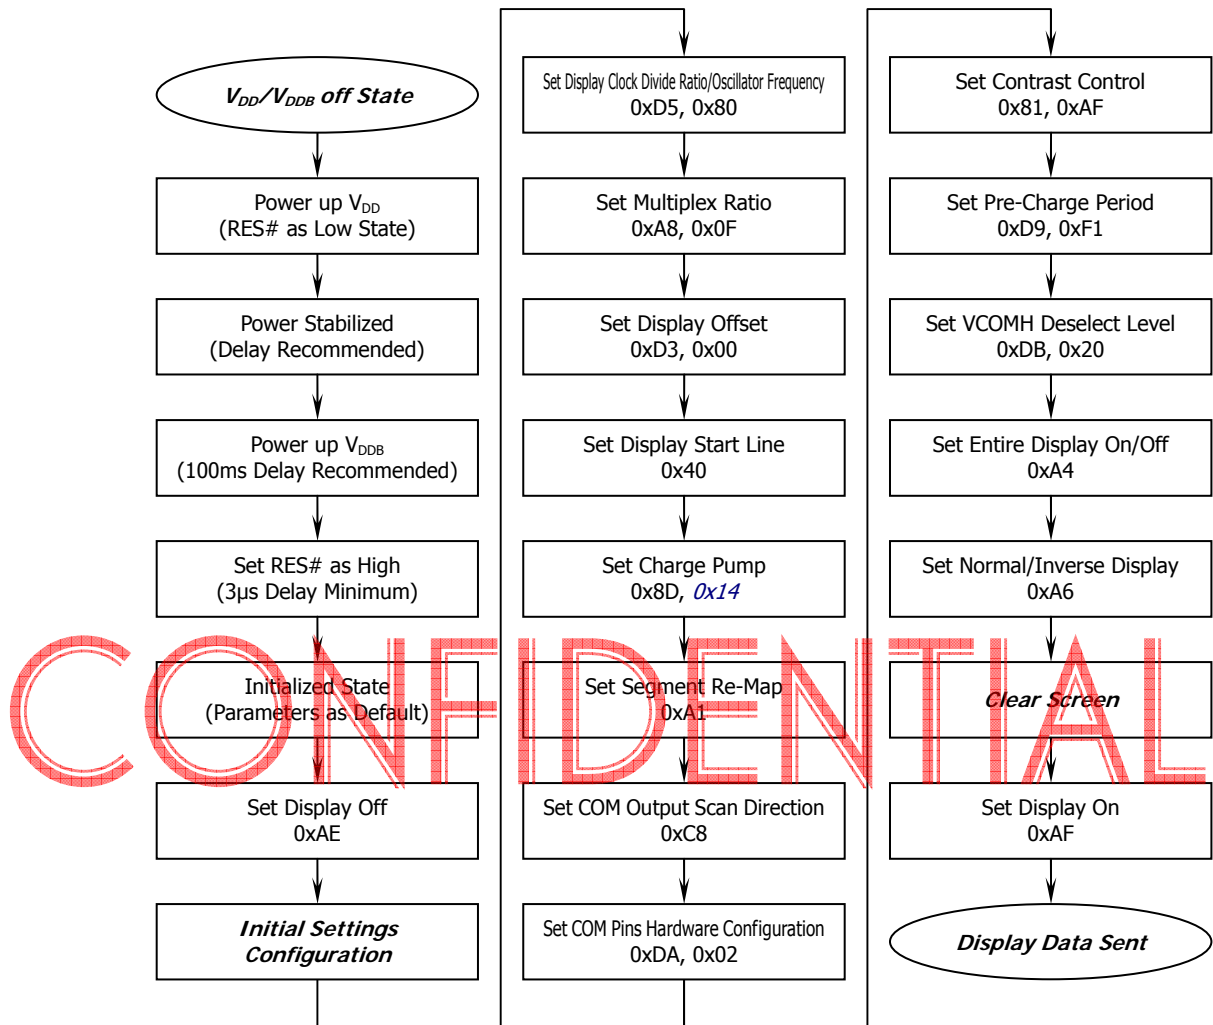 V_DD/V_DDB off State
Power up V_DD
(RES# as Low State)
Power Stabilized
(Delay Recommended)
Power up V_DDB
(100ms Delay Recommended)
Set RES# as High
(3μs Delay Minimum)
Initialized State
(Parameters as Default)
Set Display Off
0xAE
Initial Settings
Configuration
Set Display Clock Divide Ratio/Oscillator Frequency
0xD5, 0x80
Set Multiplex Ratio
0xA8, 0x0F
Set Display Offset
0xD3, 0x00
Set Display Start Line
0x40
Set Charge Pump
0x8D, 0x14
Set Segment Re-Map
0xA1
Set COM Output Scan Direction
0xC8
Set COM Pins Hardware Configuration
0xDA, 0x02
Set Contrast Control
0x81, 0xAF
Set Pre-Charge Period
0xD9, 0xF1
Set VCOMH Deselect Level
0xDB, 0x20
Set Entire Display On/Off
0xA4
Set Normal/Inverse Display
0xA6
Clear Screen
Set Display On
0xAF
Display Data Sent
CONFIDENTIAL